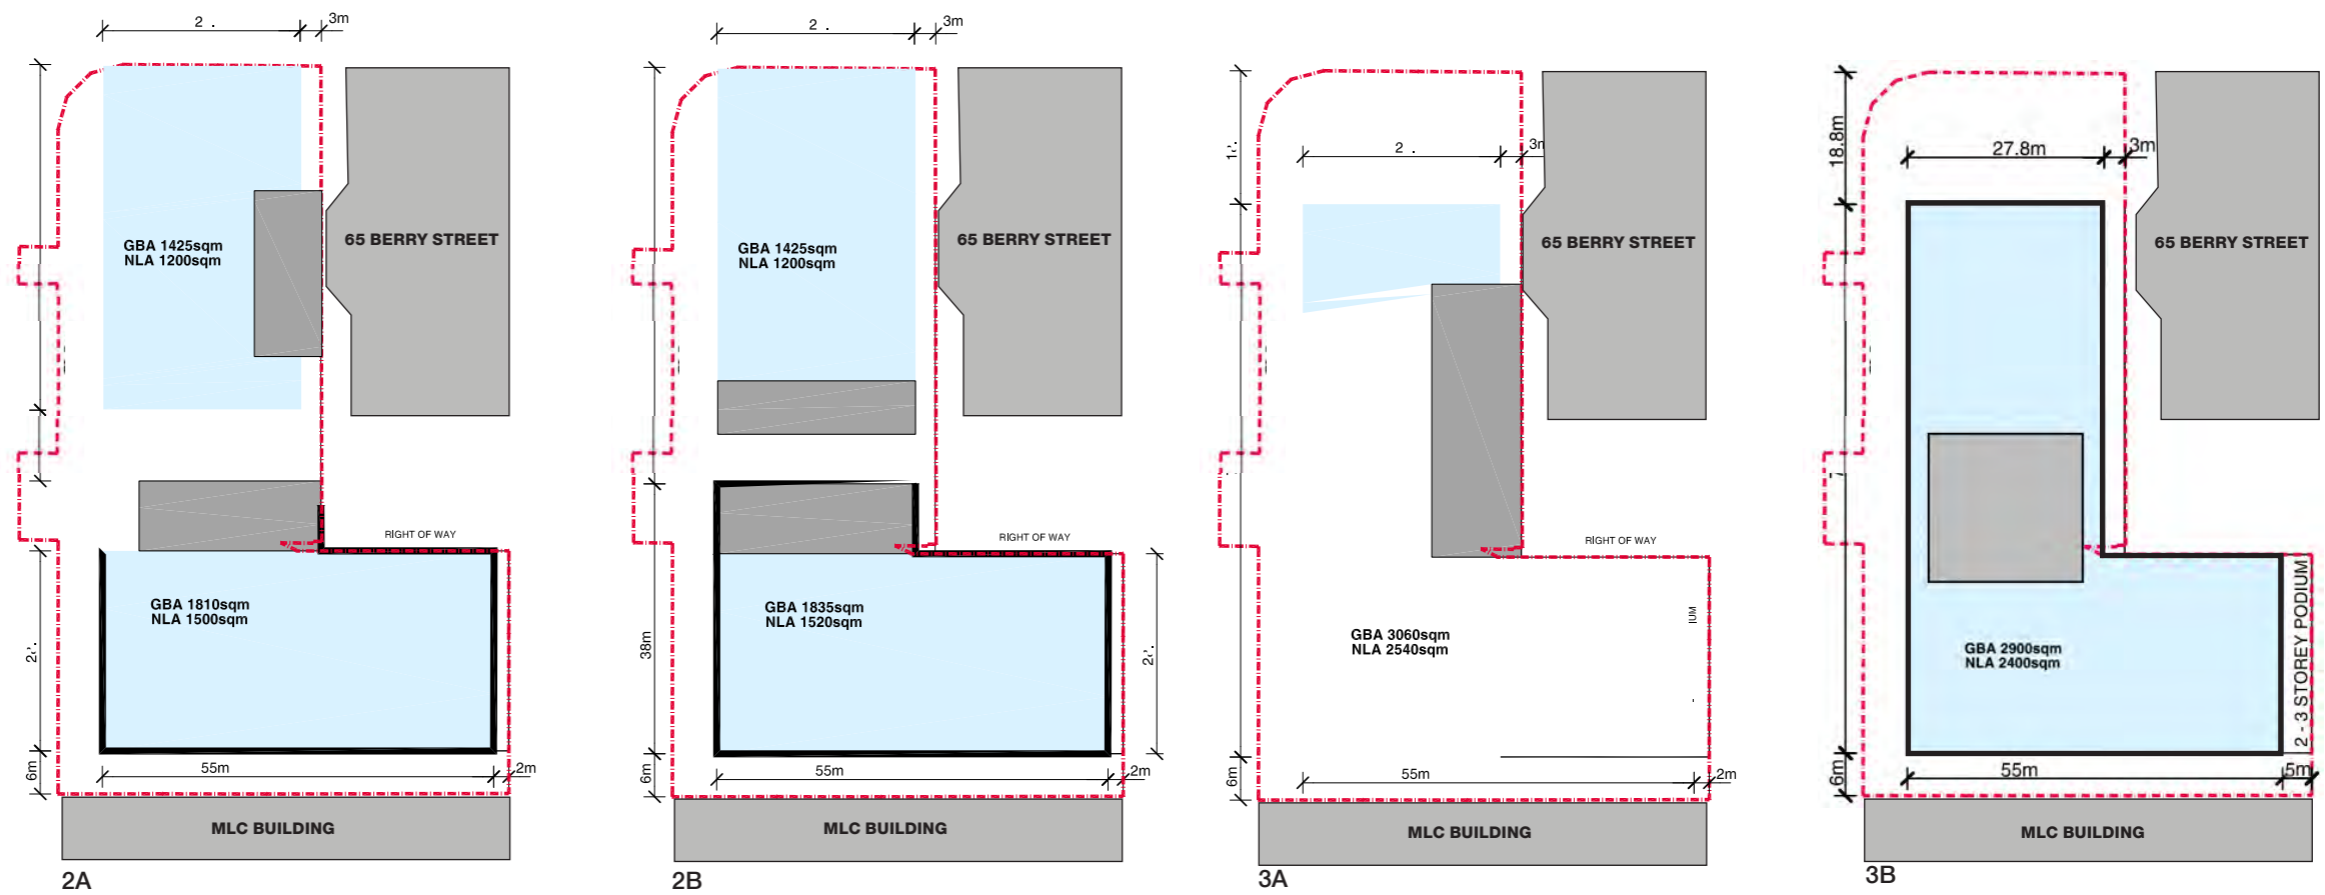 2 .
3m
65 BERRY STREET
GBA 1425sqm
NLA 1200sqm
RIGHT OF WAY
GBA 1810sqm
NLA 1500sqm
6m
55m
2m
MLC BUILDING
2A
2 .
3m
65 BERRY STREET
GBA 1425sqm
NLA 1200sqm
RIGHT OF WAY
GBA 1835sqm
NLA 1520sqm
38m
6m
55m
2m
MLC BUILDING
2B
2 .
65 BERRY STREET
RIGHT OF WAY
GBA 3060sqm
NLA 2540sqm
6m
55m
2m
MLC BUILDING
3A
18.8m
27.8m
3m
65 BERRY STREET
GBA 2900sqm
NLA 2400sqm
2 - 3 STOREY PODIUM
6m
55m
5m
MLC BUILDING
3B